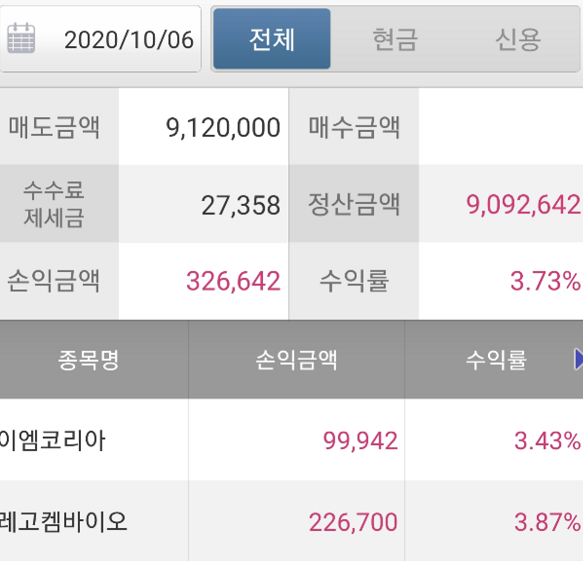 2020/10/06 전체 현금 신용
매도금액 9,120,000 매수금액
수수료
제세금 27,358 정산금액 9,092,642
손익금액 326,642 수익률 3.73%
종목명 손익금액 수익률
이엠코리아 99,942 3.43%
레고켐바이오 226,700 3.87%